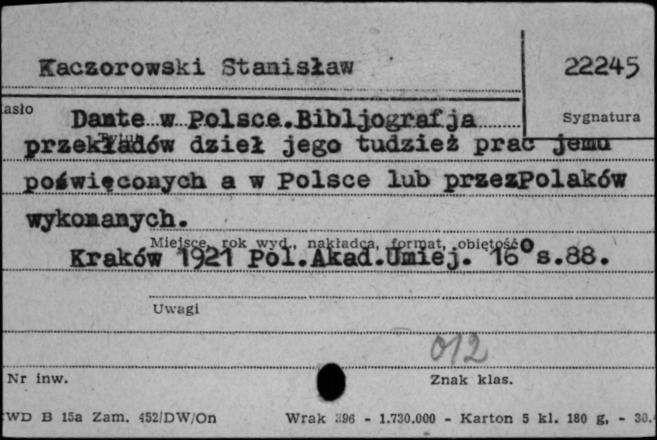 Kaczorowski Stanisław
22245
asło
Sygnatura
Dante w Polsce. Bibljografja
Tytuł
przekładów dzieł jego tudzież prac jemu
poświęconych a w Polsce lub przezPolaków
wykonanych.
Miejsce, rok wyd., nakładca, format, objętość
Kraków 1921 Pol.Akad.Umiej. 16° s.88.
Uwagi
012
Nr inw.
Znak klas.
WD B 15a Zam. 452/DW/On
Wrak 396 - 1.730.000 - Karton 5 kl. 180 g, - 30.